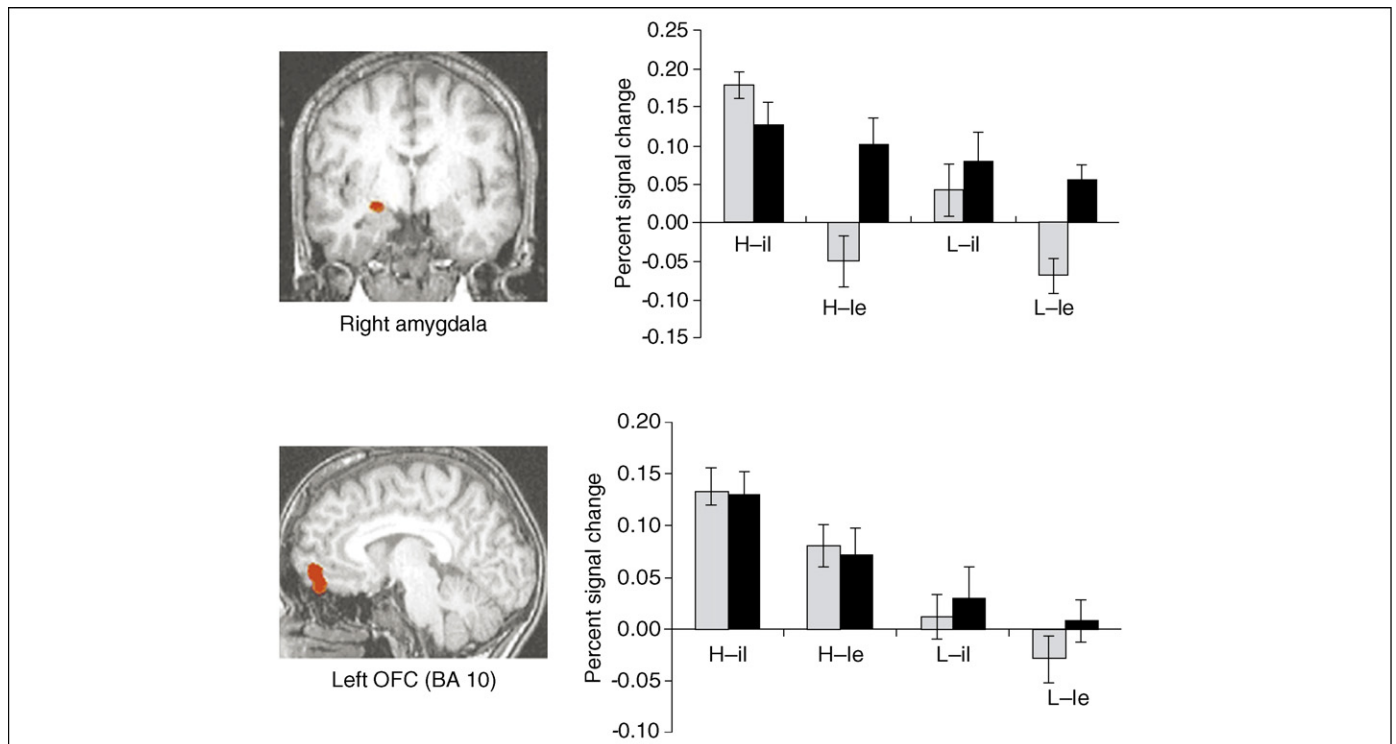 Right amygdala
Percent signal change
0.25
0.20
0.15
0.10
0.05
0.00
-0.05
-0.10
-0.15
H–il
H–le
L–il
L–le
Left OFC (BA 10)
Percent signal change
0.20
0.15
0.10
0.05
0.00
-0.05
-0.10
H–il
H–le
L–il
L–le